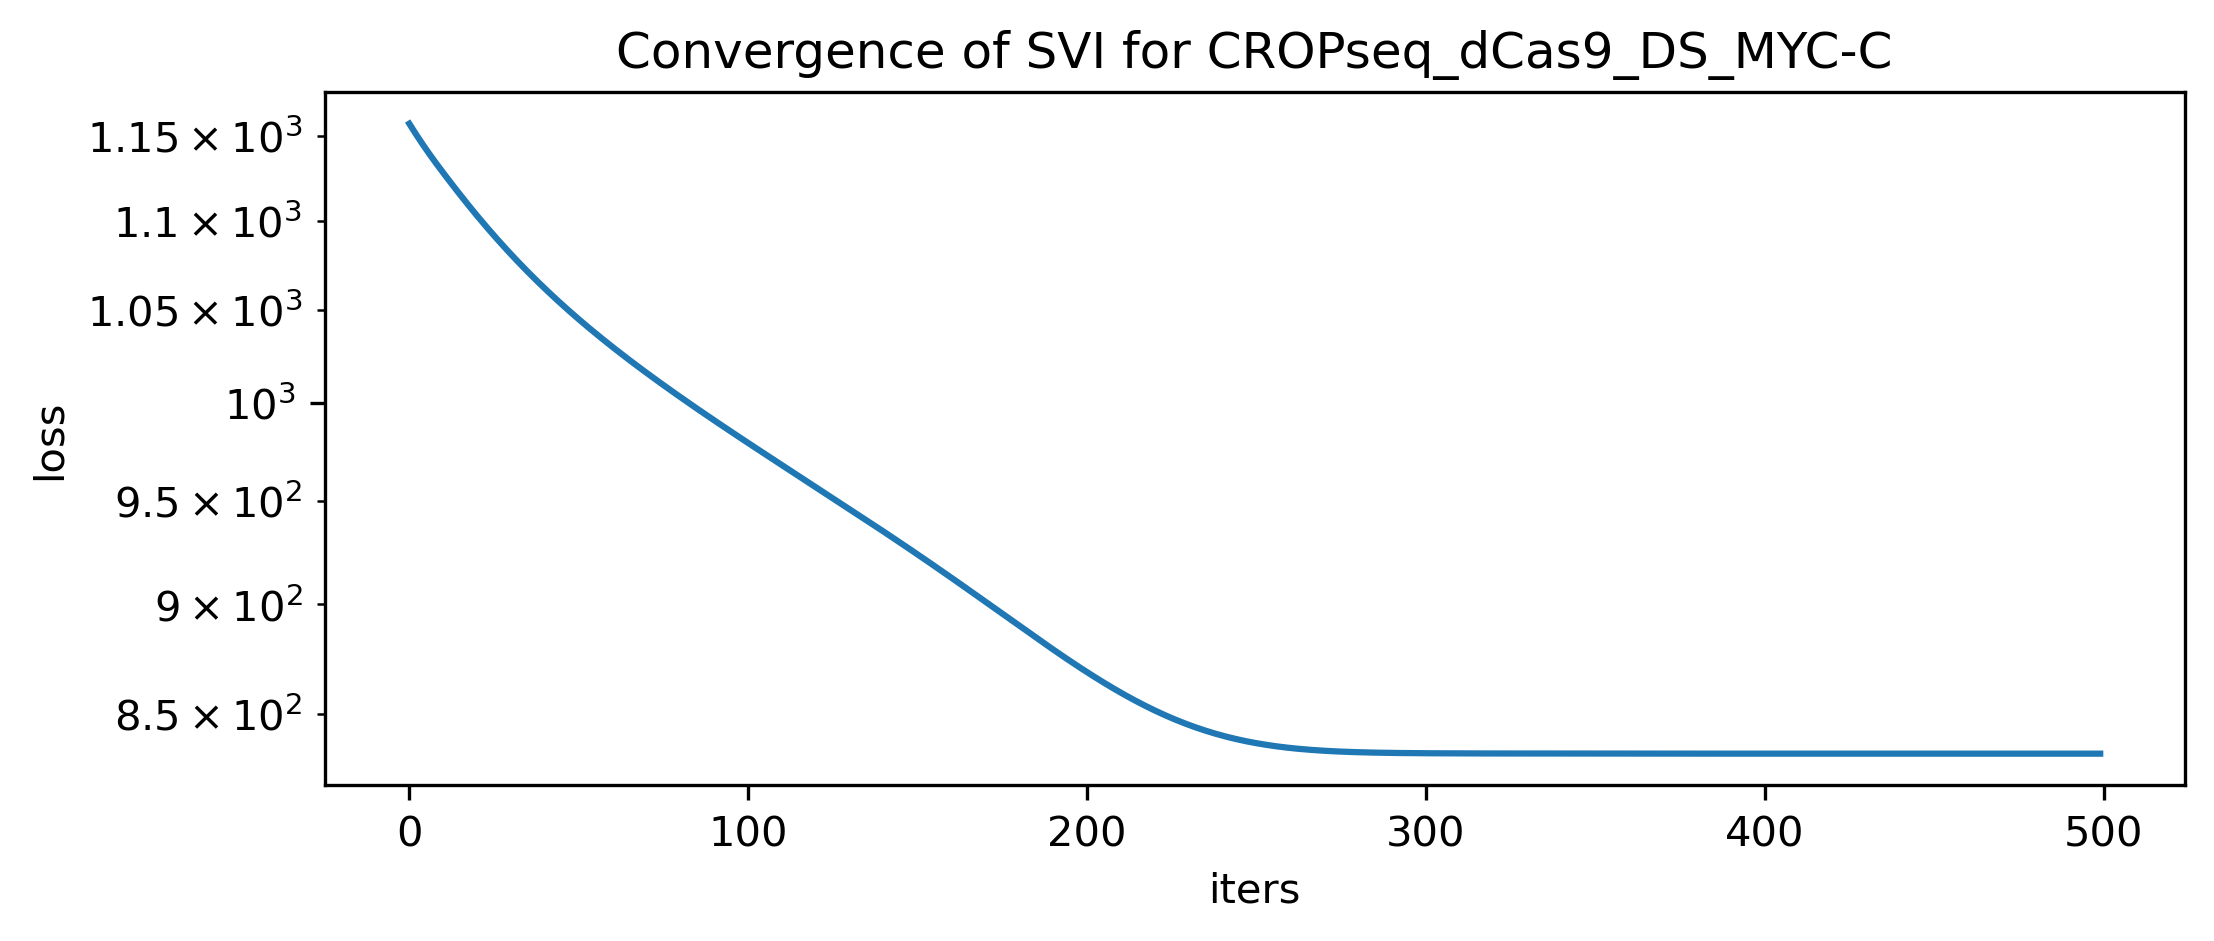 Convergence of SVI for CROPseq_dCas9_DS_MYC-C
1.15 × 10³
1.1 × 10³
1.05 × 10³
10³
9.5 × 10²
9 × 10²
8.5 × 10²
loss
0 100 200 300 400 500
iters